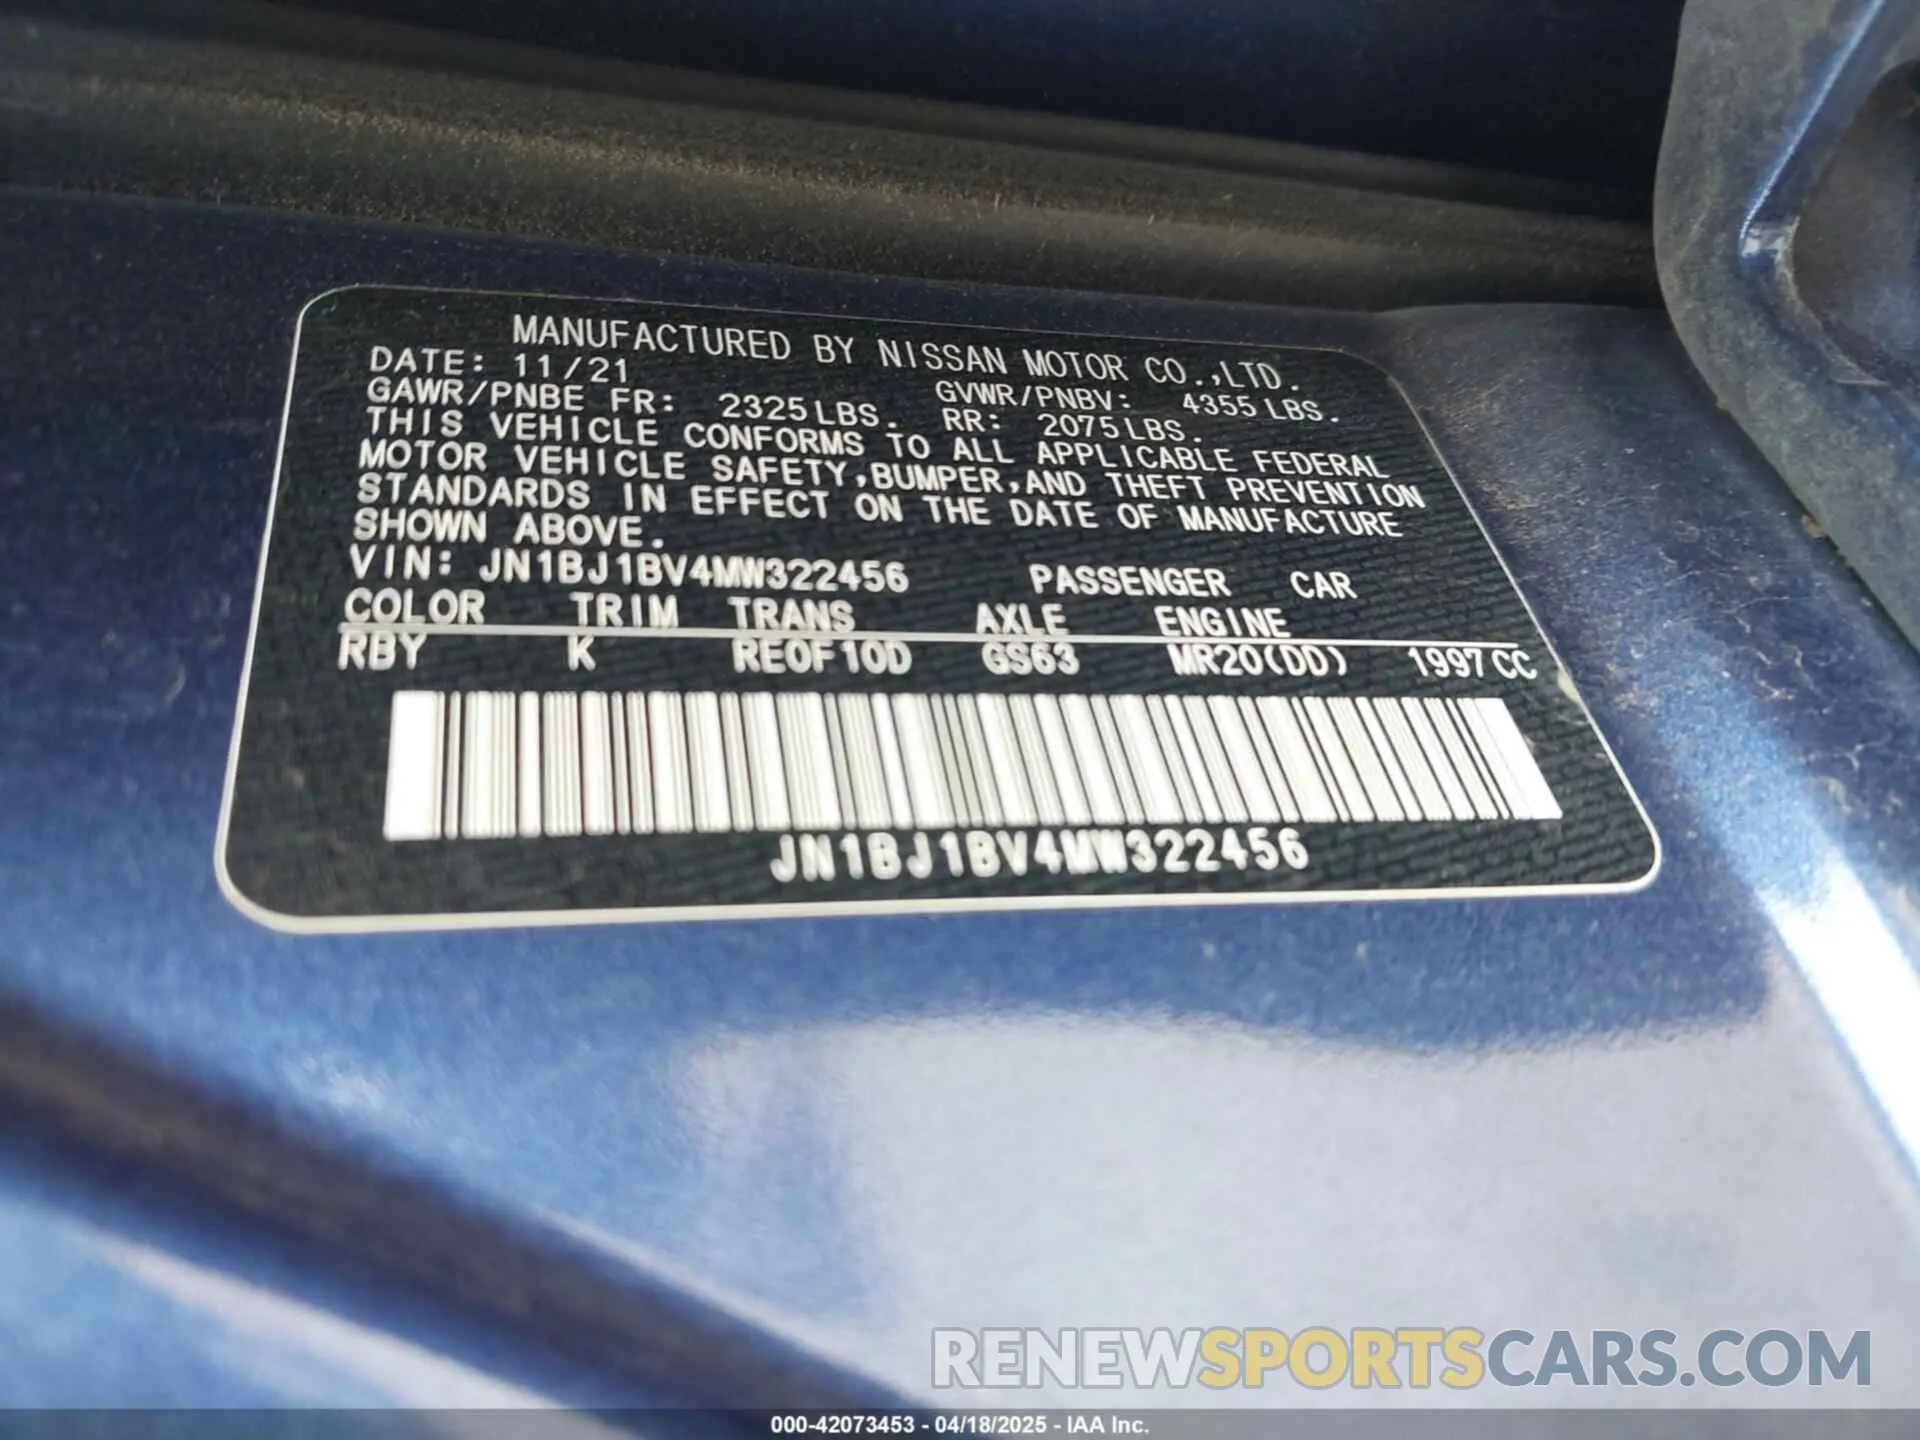 MANUFACTURED BY NISSAN MOTOR CO.,LTD.
DATE: 11/21
GVWR/PNBV: 4355 LBS.
GAWR/PNBE FR: 2325 LBS. RR: 2075 LBS.
THIS VEHICLE CONFORMS TO ALL APPLICABLE FEDERAL
MOTOR VEHICLE SAFETY,BUMPER,AND THEFT PREVENTION
STANDARDS IN EFFECT ON THE DATE OF MANUFACTURE
SHOWN ABOVE.
VIN: JN1BJ1BV4MW322456 PASSENGER CAR
COLOR TRIM TRANS AXLE ENGINE
RBY K RE0F10D GS63 MR20(DD) 1997 CC
JN1BJ1BV4MW322456
RENEWSPORTSCARS.COM
000-42073453 - 04/18/2025 - IAA Inc.